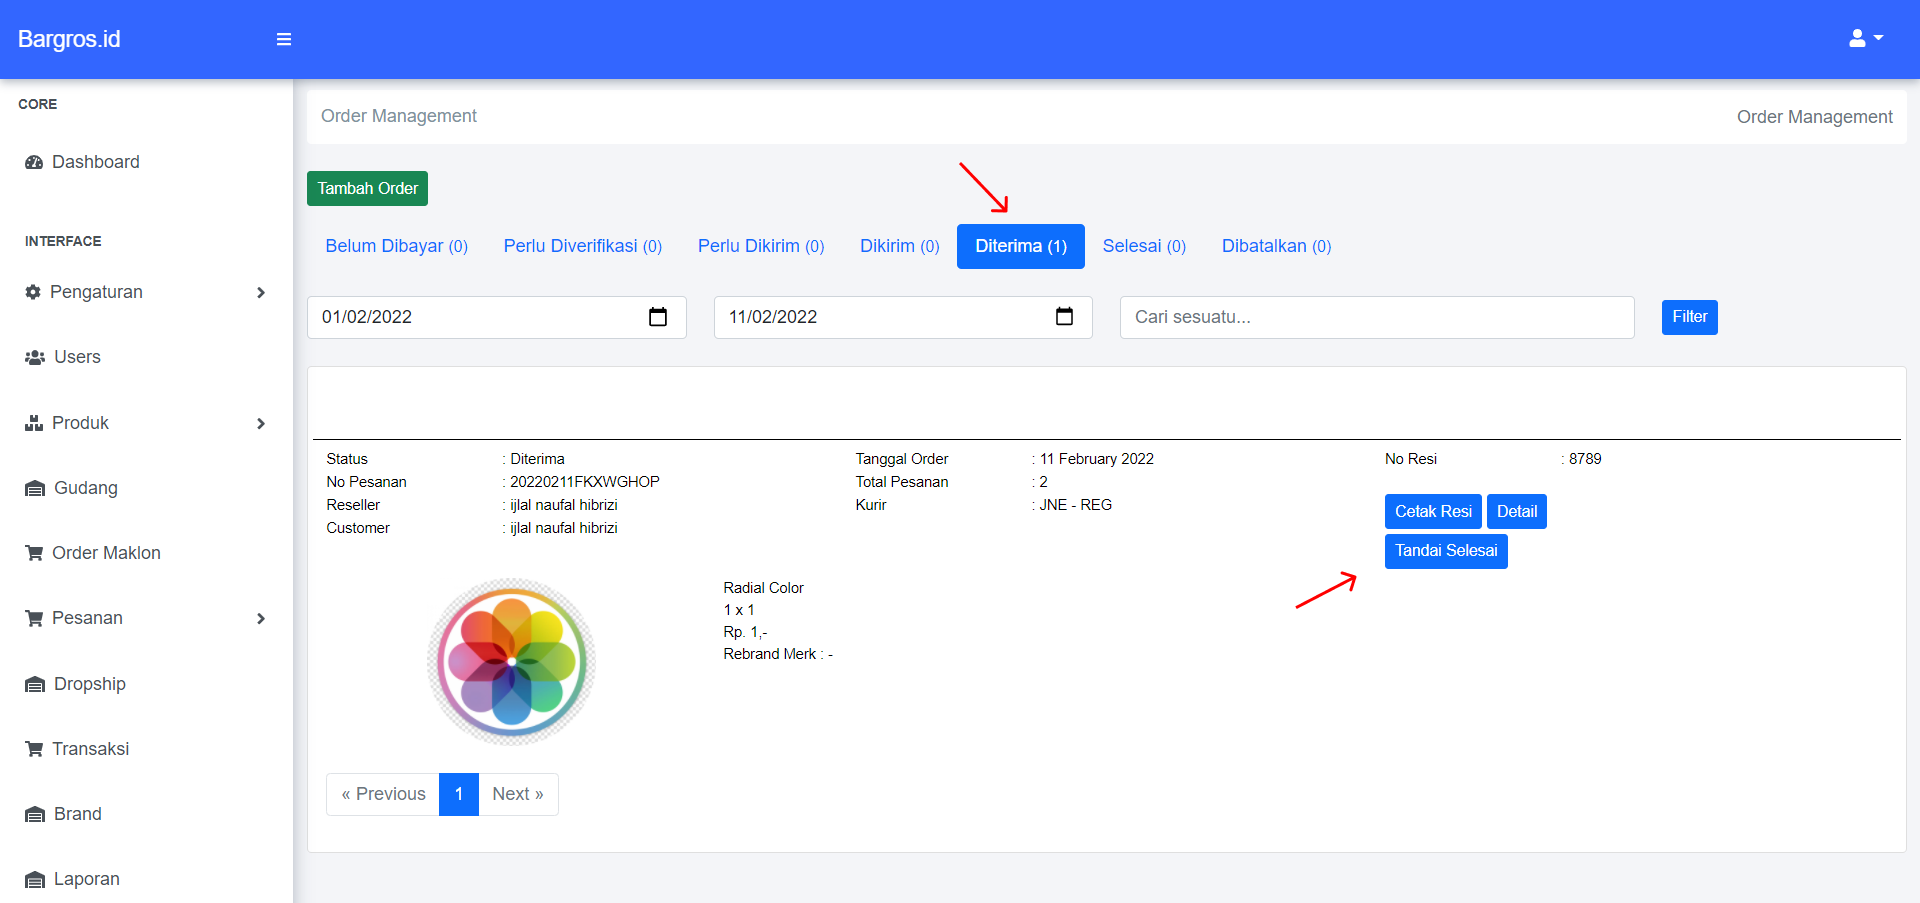 Bargros.id
CORE
Dashboard
INTERFACE
Pengaturan
Users
Produk
Gudang
Order Maklon
Pesanan
Dropship
Transaksi
Brand
Laporan
Order Management Order Management
Tambah Order
Belum Dibayar (0) Perlu Diverifikasi (0) Perlu Dikirim (0) Dikirim (0) Diterima (1) Selesai (0) Dibatalkan (0)
01/02/2022 11/02/2022 Cari sesuatu... Filter
Status : Diterima Tanggal Order : 11 February 2022 No Resi : 8789
No Pesanan : 20220211FKXWGHOP Total Pesanan : 2
Reseller : ijlal naufal hibrizi Kurir : JNE - REG
Customer : ijlal naufal hibrizi
Cetak Resi Detail
Tandai Selesai
Radial Color
1 x 1
Rp. 1,-
Rebrand Merk : -
« Previous 1 Next »